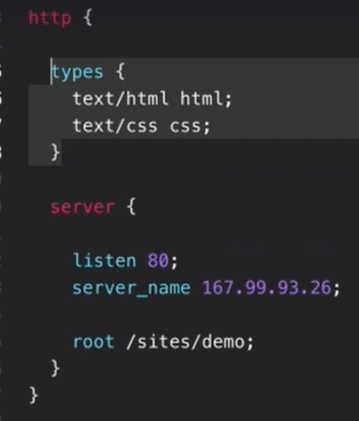 http {
types {
text/html html;
text/css css;
}
server {
listen 80;
server_name 167.99.93.26;
root /sites/demo;
}
}